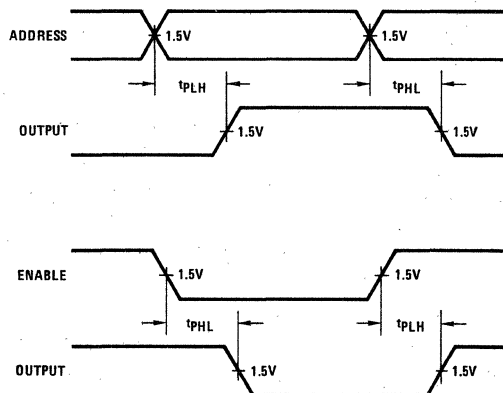 ADDRESS 1.5V 1.5V
tPLH tPHL
OUTPUT 1.5V 1.5V
ENABLE 1.5V 1.5V
tPHL tPLH
OUTPUT 1.5V 1.5V